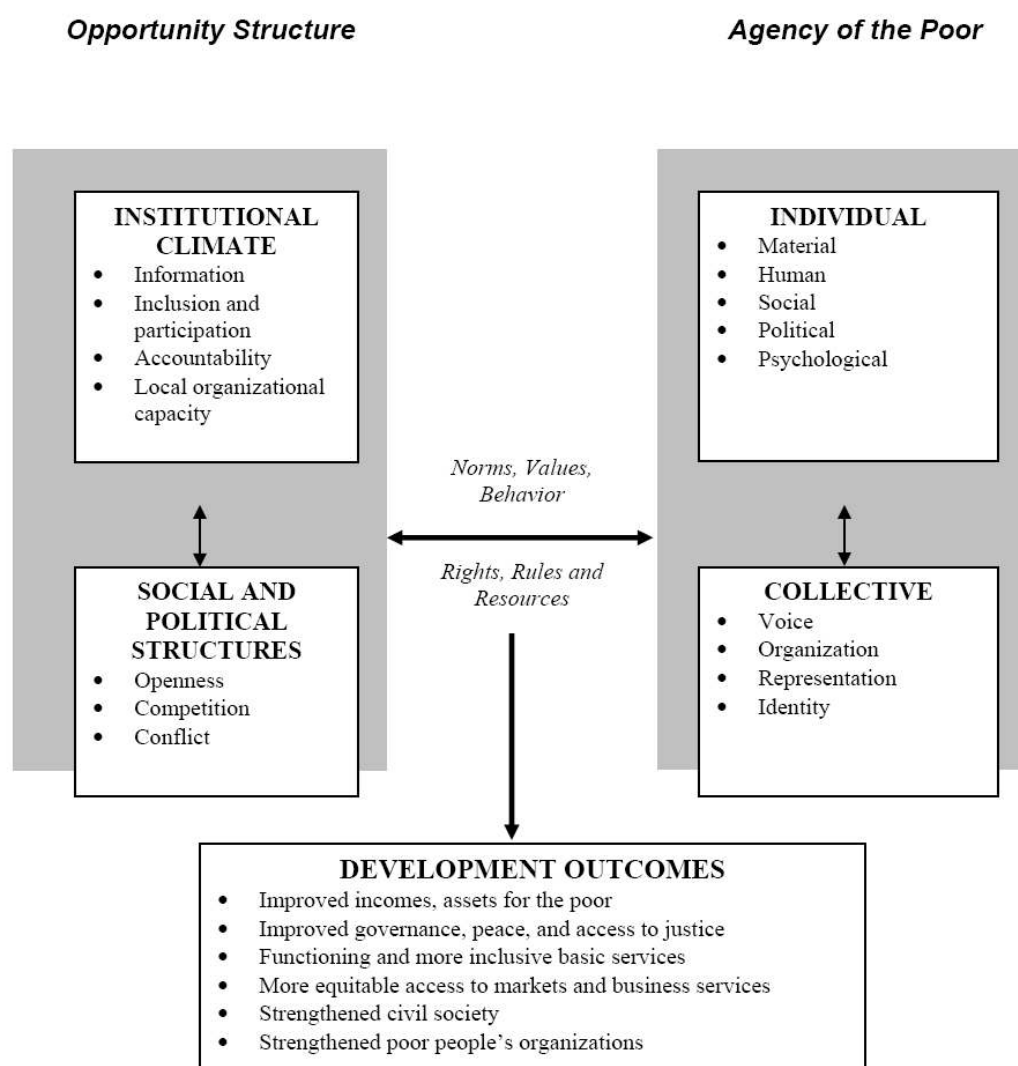 Opportunity Structure
Agency of the Poor
INSTITUTIONAL
CLIMATE
• Information
• Inclusion and
participation
• Accountability
• Local organizational
capacity
SOCIAL AND
POLITICAL
STRUCTURES
• Openness
• Competition
• Conflict
Norms, Values,
Behavior
Rights, Rules and
Resources
INDIVIDUAL
• Material
• Human
• Social
• Political
• Psychological
COLLECTIVE
• Voice
• Organization
• Representation
• Identity
DEVELOPMENT OUTCOMES
• Improved incomes, assets for the poor
• Improved governance, peace, and access to justice
• Functioning and more inclusive basic services
• More equitable access to markets and business services
• Strengthened civil society
• Strengthened poor people’s organizations